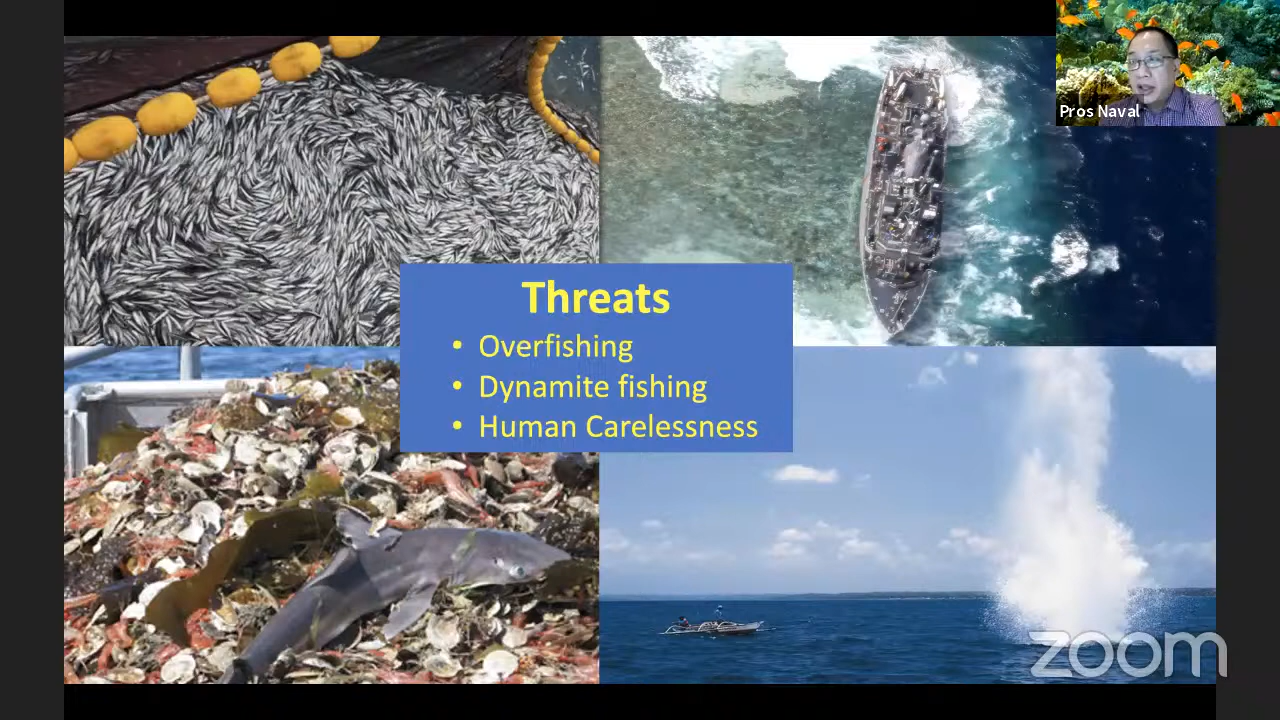 Pros Naval
Threats
• Overfishing
• Dynamite fishing
• Human Carelessness
zoom